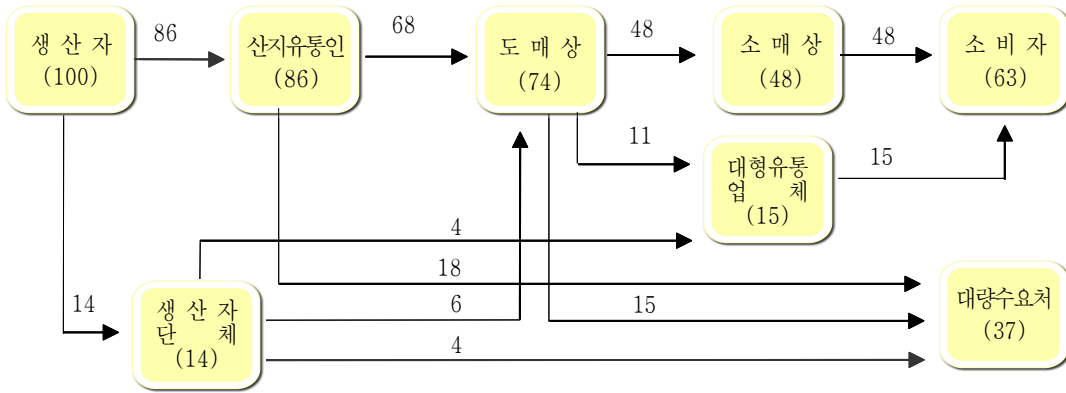 86
68
48
48
생 산 자
(100)
산지유통인
(86)
도 매 상
(74)
소 매 상
(48)
소 비 자
(63)
11
15
대형유통
업 체
(15)
4
18
14
6
15
4
생 산 자
단 체
(14)
대량수요처
(37)